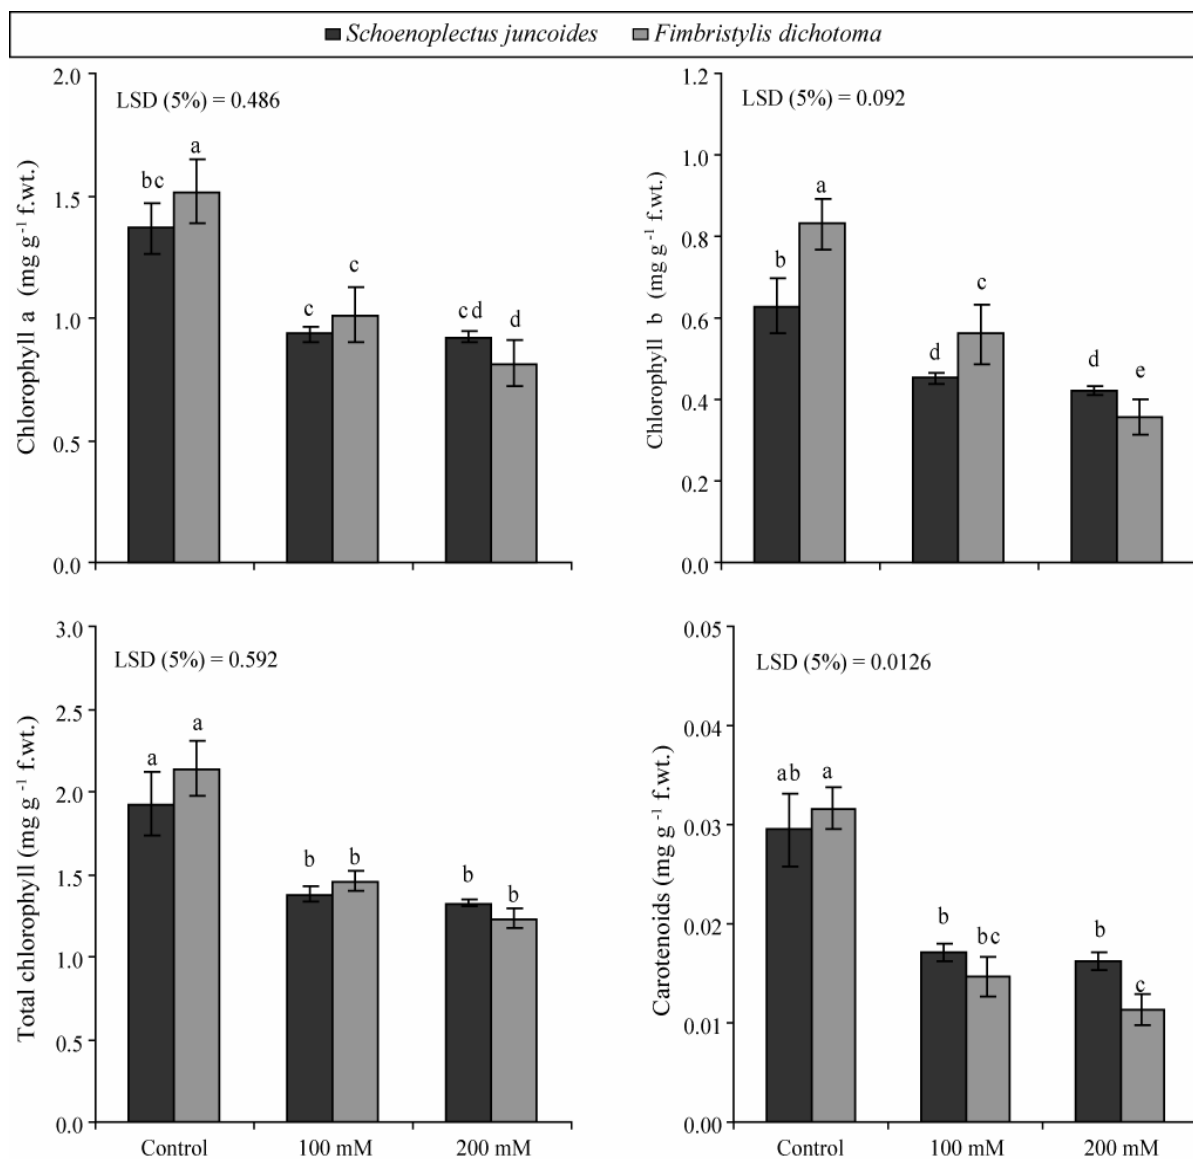 Schoenoplectus juncoides Fimbristylis dichotoma
Chlorophyll a (mg g⁻¹ f.wt.)
2.0
1.5
1.0
0.5
0.0
LSD (5%) = 0.486
bc a
c c
cd d
Chlorophyll b (mg g⁻¹ f.wt.)
1.2
1.0
0.8
0.6
0.4
0.2
0.0
LSD (5%) = 0.092
b a
d c
d e
Total chlorophyll (mg g⁻¹ f.wt.)
3.0
2.5
2.0
1.5
1.0
0.5
0.0
LSD (5%) = 0.592
a a
b b
b b
Control 100 mM 200 mM
Carotenoids (mg g⁻¹ f.wt.)
0.05
0.04
0.03
0.02
0.01
0.00
LSD (5%) = 0.0126
ab a
b bc
b c
Control 100 mM 200 mM